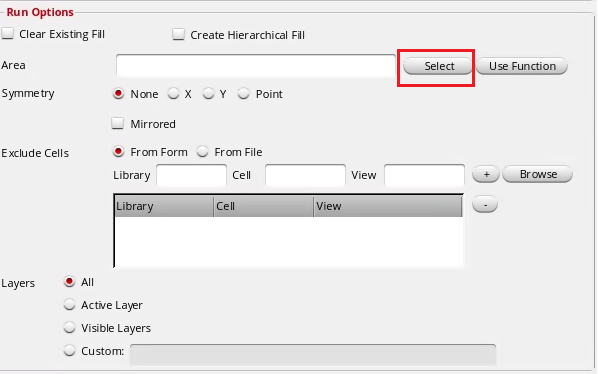 Run Options
Clear Existing Fill Create Hierarchical Fill
Area Select Use Function
Symmetry None X Y Point
Mirrored
Exclude Cells From Form From File
Library Cell View + Browse
Library Cell View -
Layers All
Active Layer
Visible Layers
Custom: